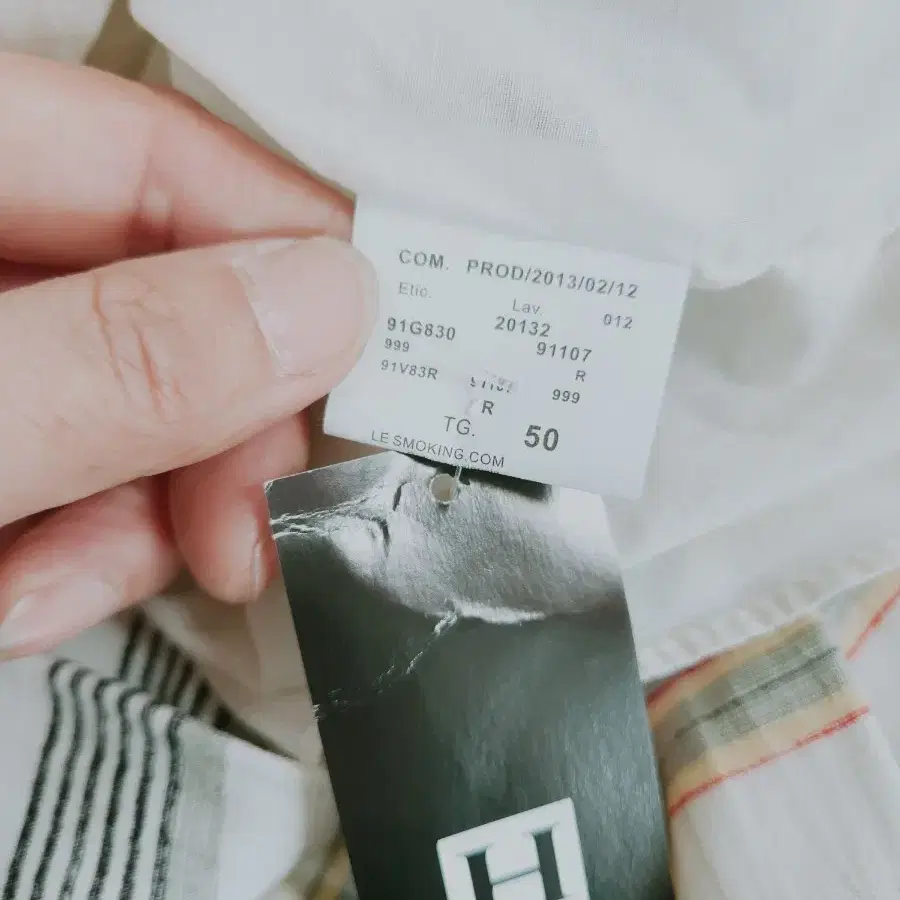 COM. PROD/2013/02/12
Etic. Lav. 012
91G830 20132 91107
999 R
91V83R 999
R
TG. 50
LE SMOKING.COM
H